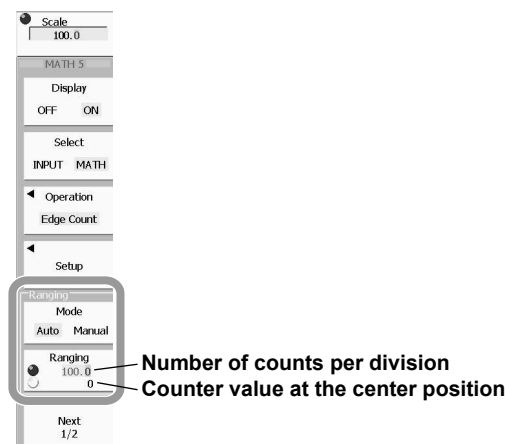 Scale
100.0
MATH 5
Display
OFF ON
Select
INPUT MATH
Operation
Edge Count
Setup
Ranging
Mode
Auto Manual
Ranging
100.0
0
Number of counts per division
Counter value at the center position
Next
1/2